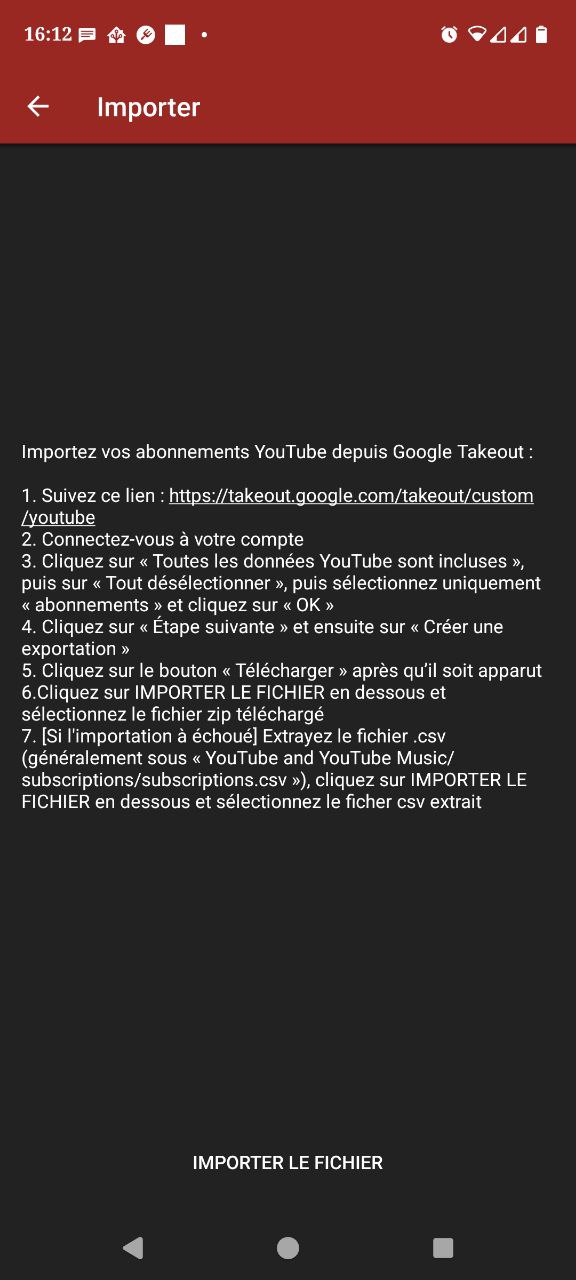 16:12
Importer
Importez vos abonnements YouTube depuis Google Takeout :
1. Suivez ce lien : https://takeout.google.com/takeout/custom
/youtube
2. Connectez-vous à votre compte
3. Cliquez sur « Toutes les données YouTube sont incluses »,
puis sur « Tout désélectionner », puis sélectionnez uniquement
« abonnements » et cliquez sur « OK »
4. Cliquez sur « Étape suivante » et ensuite sur « Créer une
exportation »
5. Cliquez sur le bouton « Télécharger » après qu’il soit apparut
6.Cliquez sur IMPORTER LE FICHIER en dessous et
sélectionnez le fichier zip téléchargé
7. [Si l'importation à échoué] Extrayez le fichier .csv
(généralement sous « YouTube and YouTube Music/
subscriptions/subscriptions.csv »), cliquez sur IMPORTER LE
FICHIER en dessous et sélectionnez le ficher csv extrait
IMPORTER LE FICHIER